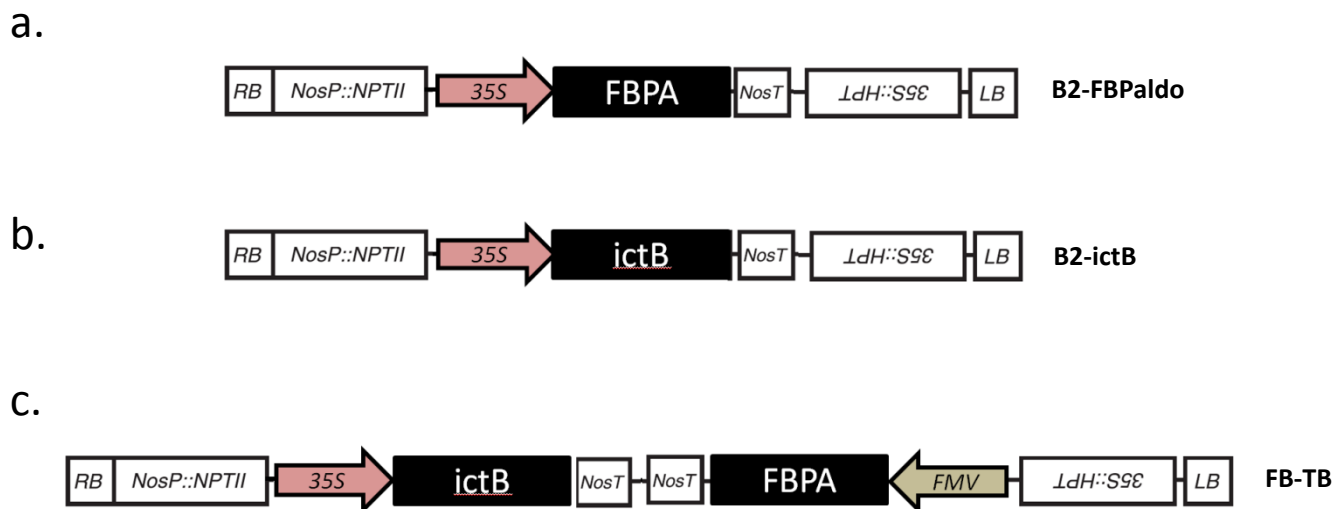 a.
RB NosP::NPTII 35S FBPA NosT 35S::HPT LB B2-FBPaldo
b.
RB NosP::NPTII 35S ictB NosT 35S::HPT LB B2-ictB
c.
RB NosP::NPTII 35S ictB NosT NosT FBPA FMV 35S::HPT LB FB-TB